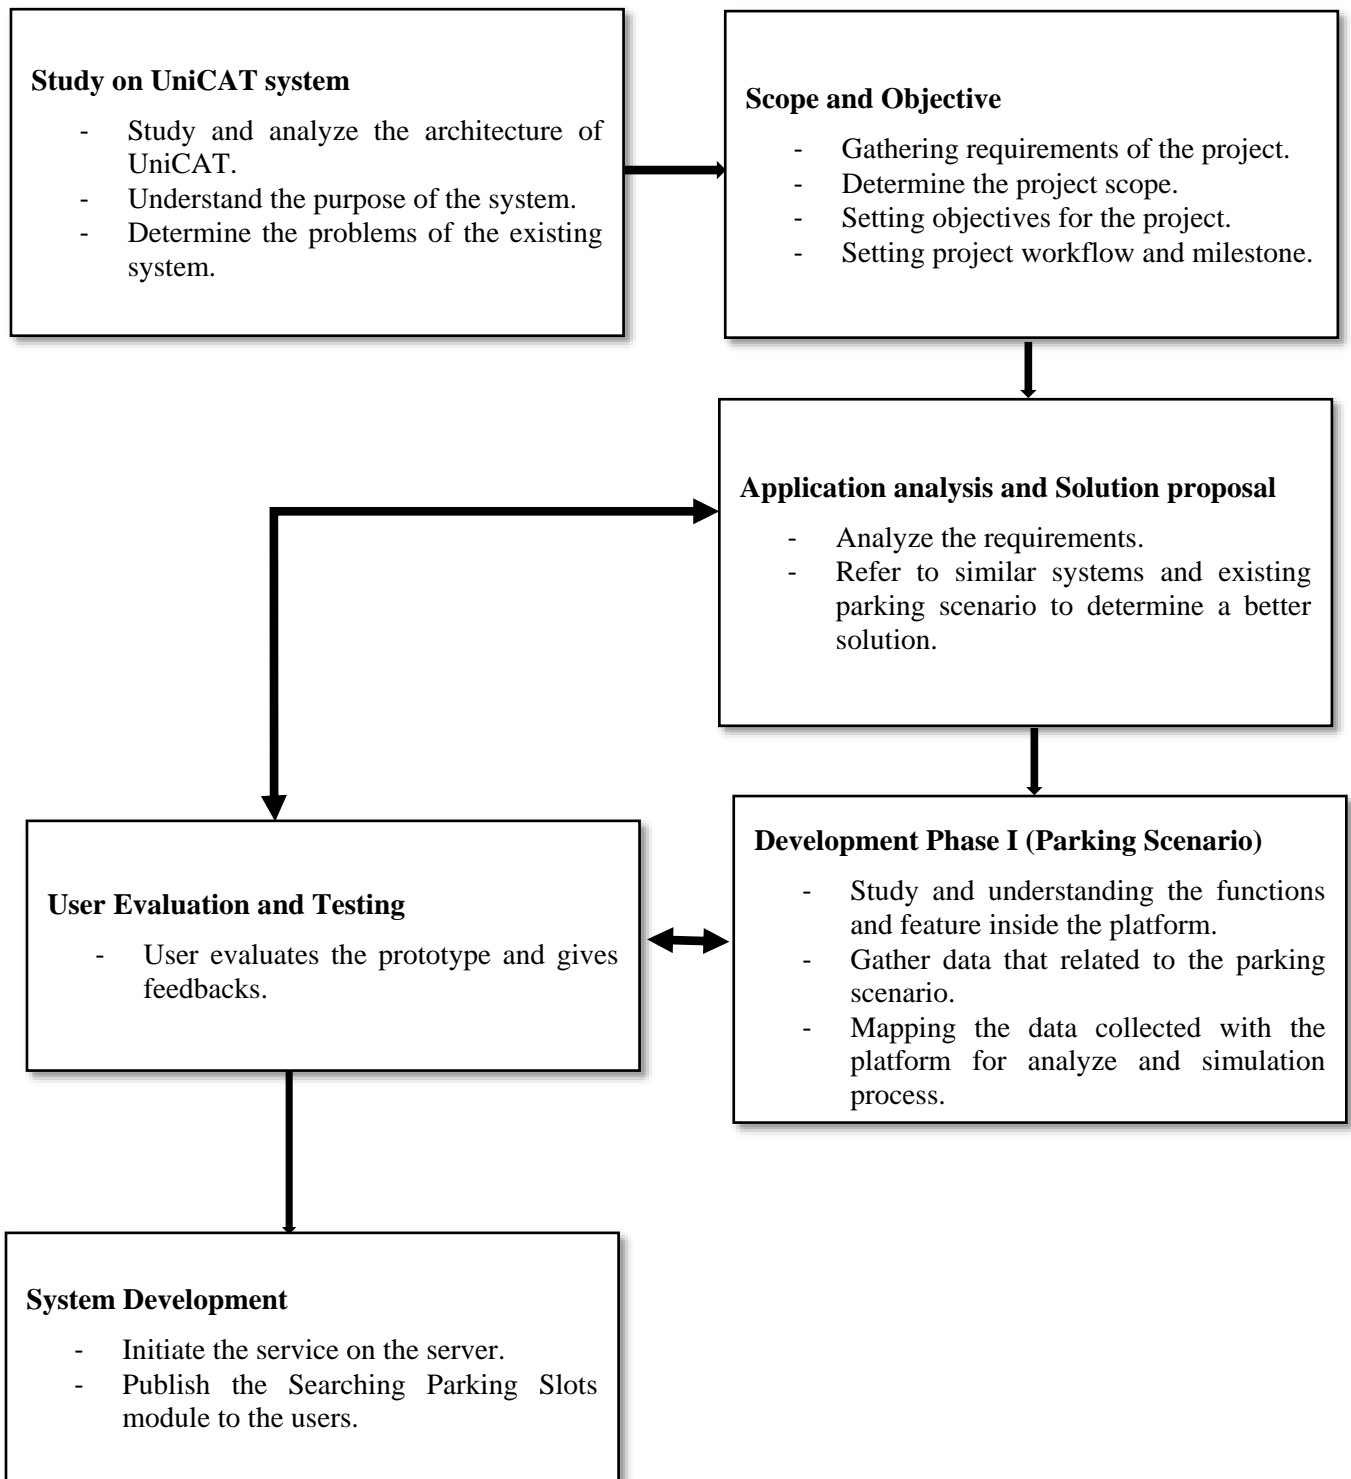 Study on UniCAT system
- Study and analyze the architecture of
UniCAT.
- Understand the purpose of the system.
- Determine the problems of the existing
system.
Scope and Objective
- Gathering requirements of the project.
- Determine the project scope.
- Setting objectives for the project.
- Setting project workflow and milestone.
Application analysis and Solution proposal
- Analyze the requirements.
- Refer to similar systems and existing
parking scenario to determine a better
solution.
Development Phase I (Parking Scenario)
- Study and understanding the functions
and feature inside the platform.
- Gather data that related to the parking
scenario.
- Mapping the data collected with the
platform for analyze and simulation
process.
User Evaluation and Testing
- User evaluates the prototype and gives
feedbacks.
System Development
- Initiate the service on the server.
- Publish the Searching Parking Slots
module to the users.